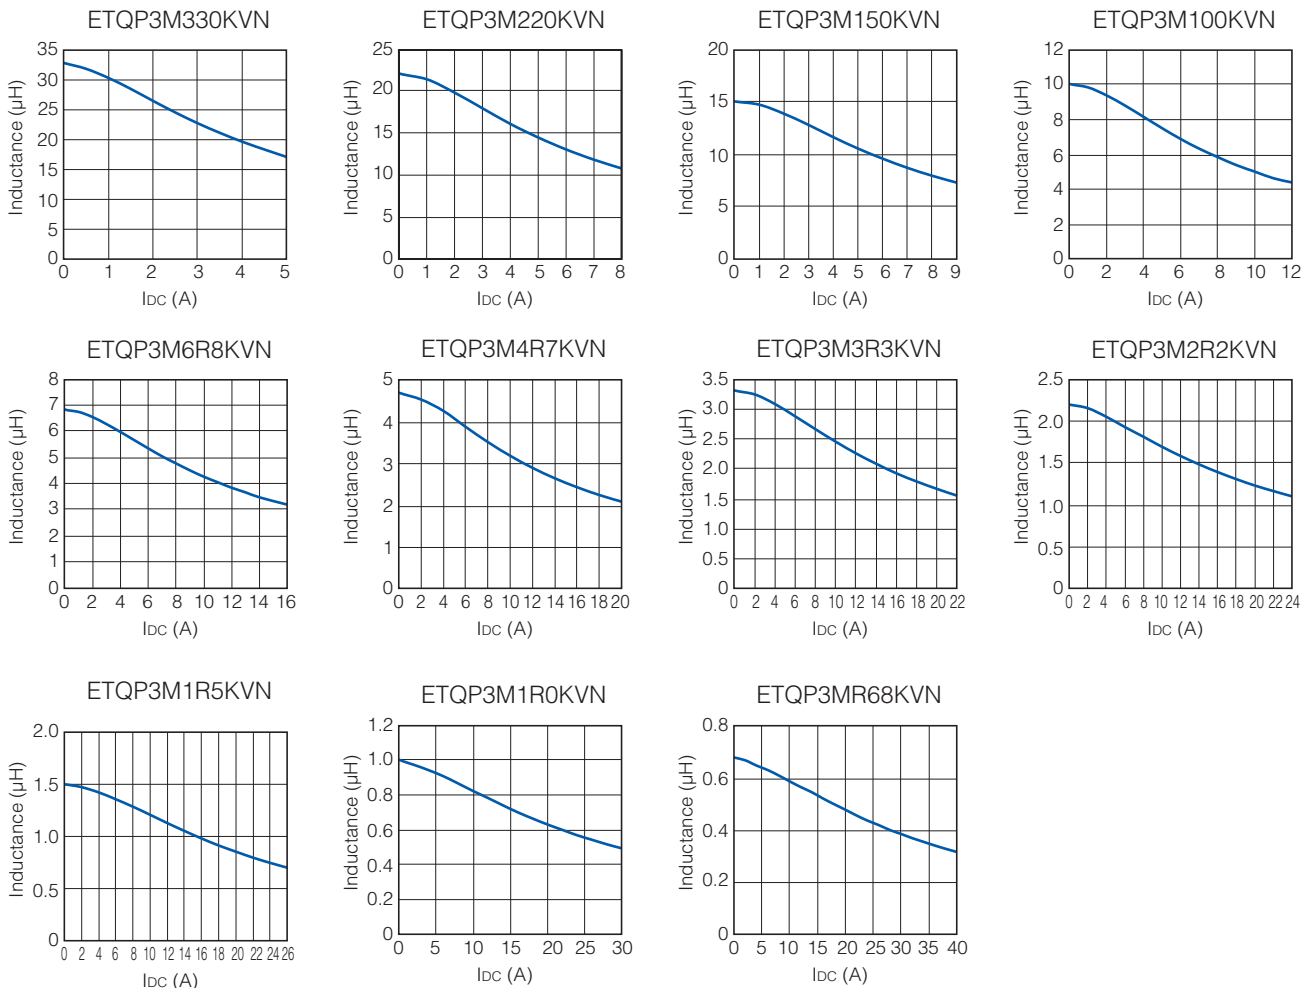 ETQP3M330KVN
Inductance (µH)
35
30
25
20
15
10
5
0
0 1 2 3 4 5
IDC (A)
ETQP3M220KVN
Inductance (µH)
25
20
15
10
5
0
0 1 2 3 4 5 6 7 8
IDC (A)
ETQP3M150KVN
Inductance (µH)
20
15
10
5
0
0 1 2 3 4 5 6 7 8 9
IDC (A)
ETQP3M100KVN
Inductance (µH)
12
10
8
6
4
2
0
0 2 4 6 8 10 12
IDC (A)
ETQP3M6R8KVN
Inductance (µH)
8
7
6
5
4
3
2
1
0
0 2 4 6 8 10 12 14 16
IDC (A)
ETQP3M4R7KVN
Inductance (µH)
5
4
3
2
1
0
0 2 4 6 8 10 12 14 16 18 20
IDC (A)
ETQP3M3R3KVN
Inductance (µH)
3.5
3.0
2.5
2.0
1.5
1.0
0.5
0
0 2 4 6 8 10 12 14 16 18 20 22
IDC (A)
ETQP3M2R2KVN
Inductance (µH)
2.5
2.0
1.5
1.0
0.5
0
0 2 4 6 8 10 12 14 16 18 20 22 24
IDC (A)
ETQP3M1R5KVN
Inductance (µH)
2.0
1.5
1.0
0.5
0
0 2 4 6 8 10 12 14 16 18 20 22 24 26
IDC (A)
ETQP3M1R0KVN
Inductance (µH)
1.2
1.0
0.8
0.6
0.4
0.2
0
0 5 10 15 20 25 30
IDC (A)
ETQP3MR68KVN
Inductance (µH)
0.8
0.6
0.4
0.2
0
0 5 10 15 20 25 30 35 40
IDC (A)